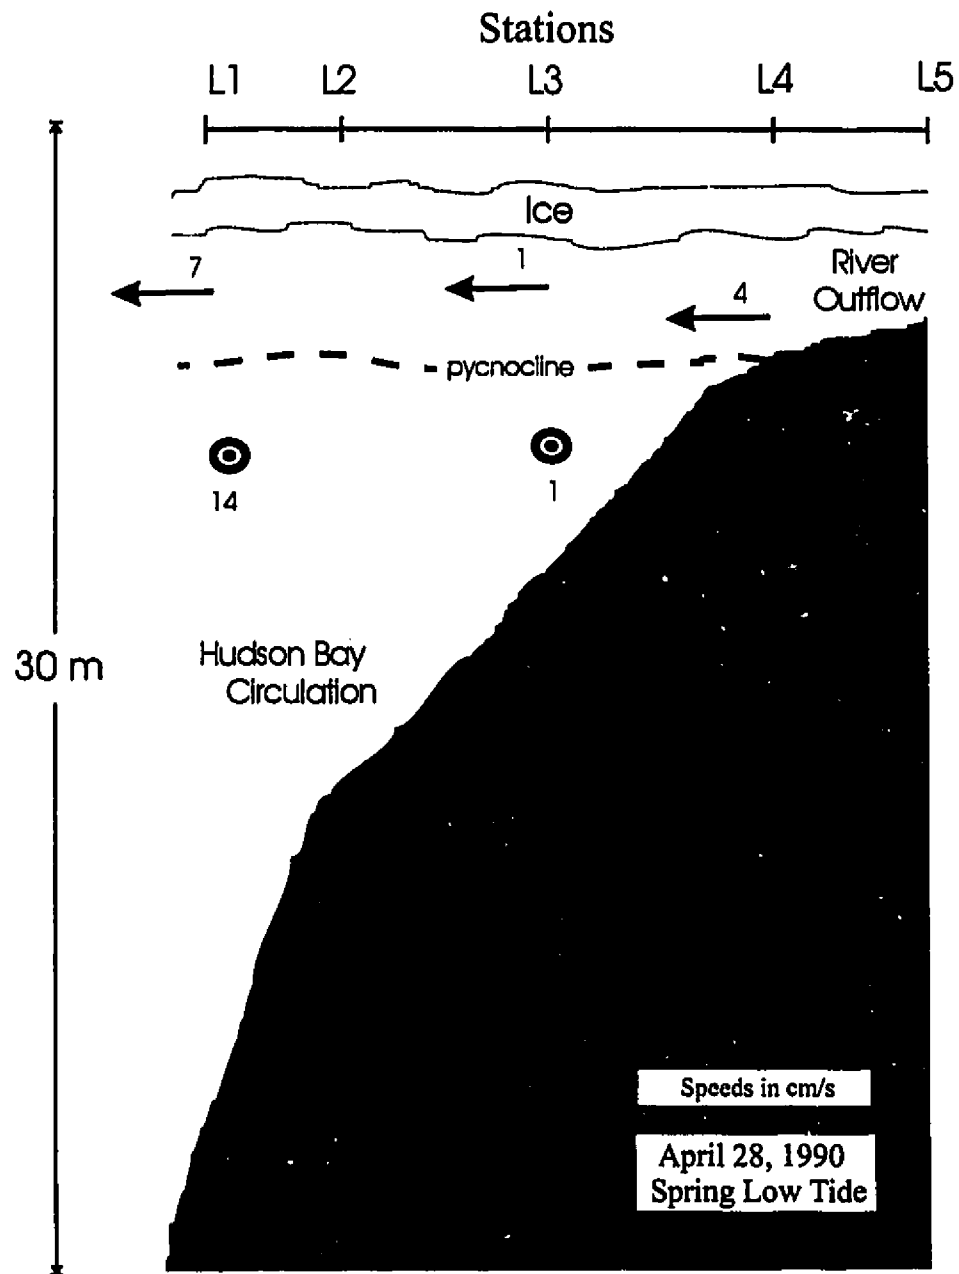 Stations
L1 L2 L3 L4 L5
Ice
River
Outflow
7
1
4
pycnocline
14
1
30 m
Hudson Bay
Circulation
Speeds in cm/s
April 28, 1990
Spring Low Tide